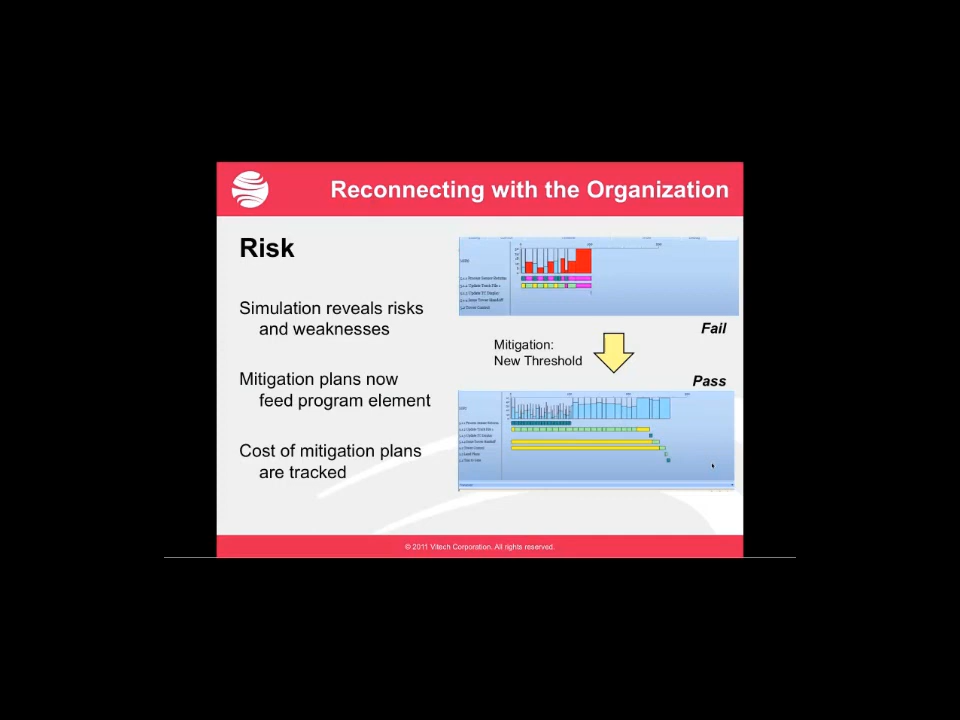 Reconnecting with the Organization
Risk
Simulation reveals risks
and weaknesses
Mitigation plans now
feed program element
Cost of mitigation plans
are tracked
Fail
Mitigation:
New Threshold
Pass
© 2011 Vitech Corporation. All rights reserved.